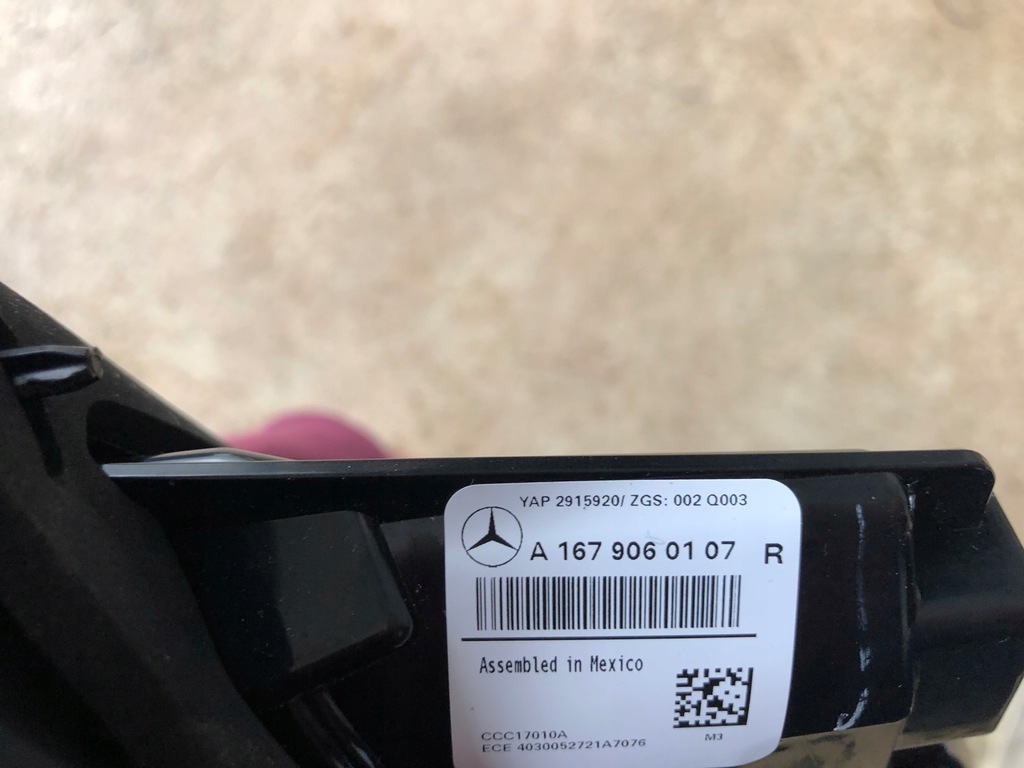 YAP 2915920/ ZGS: 002 Q003
A 167 906 01 07 R
Assembled in Mexico
M3
CCC17010A
ECE 4030052721A7076